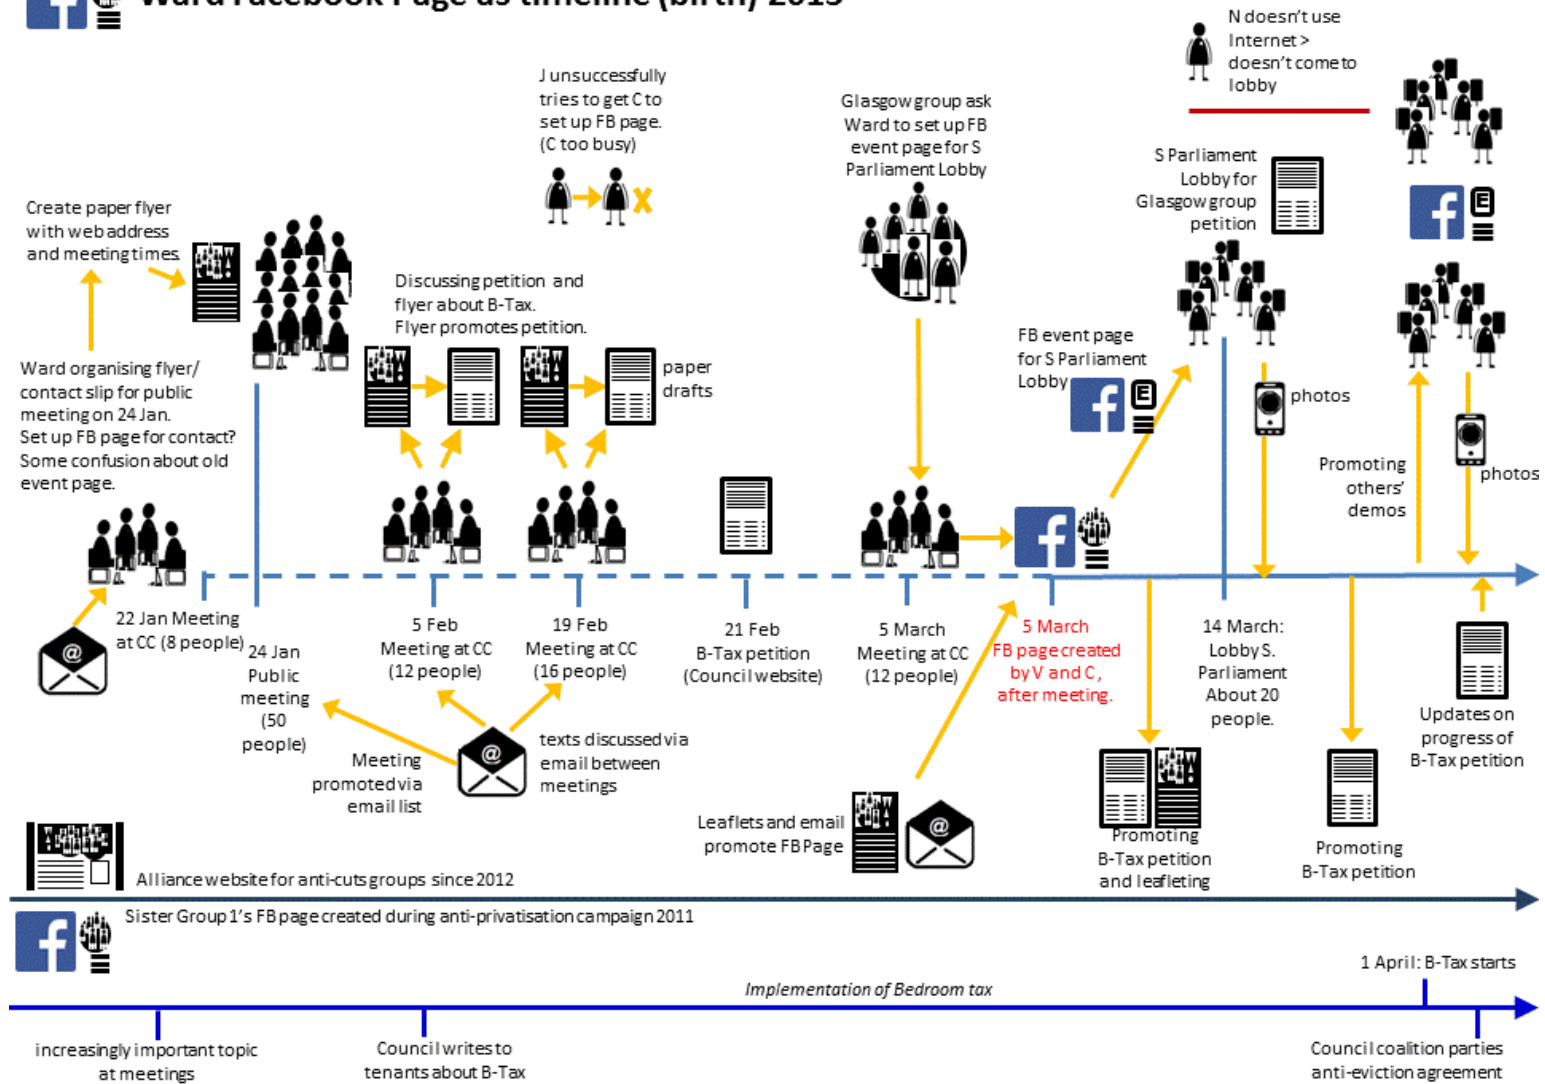 Ward Facebook Page as timeline (birth) 2013
N doesn't use
Internet >
doesn't come to
lobby
J unsuccessfully
tries to get C to
set up FB page.
(C too busy)
Glasgow group ask
Ward to set up FB
event page for S
Parliament Lobby
S Parliament
Lobby for
Glasgow group
petition
Create paper flyer
with web address
and meeting times.
Discussing petition and
flyer about B-Tax.
Flyer promotes petition.
paper
drafts
FB event page
for S Parliament
Lobby
E
E
photos
Ward organising flyer/
contact slip for public
meeting on 24 Jan.
Set up FB page for contact?
Some confusion about old
event page.
Promoting
others'
demos
photos
22 Jan Meeting
at CC (8 people)
24 Jan
Public
meeting
(50
people)
5 Feb
Meeting at CC
(12 people)
19 Feb
Meeting at CC
(16 people)
21 Feb
B-Tax petition
(Council website)
5 March
Meeting at CC
(12 people)
5 March
FB page created
by V and C,
after meeting.
14 March:
Lobby S.
Parliament
About 20
people.
Updates on
progress of
B-Tax petition
@
@
@
Meeting
promoted via
email list
texts discussed via
email between
meetings
Leaflets and email
promote FB Page
Promoting
B-Tax petition
and leafleting
Promoting
B-Tax petition
Alliance website for anti-cuts groups since 2012
Sister Group 1's FB page created during anti-privatisation campaign 2011
1 April: B-Tax starts
Implementation of Bedroom tax
increasingly important topic
at meetings
Council writes to
tenants about B-Tax
Council coalition parties
anti-eviction agreement